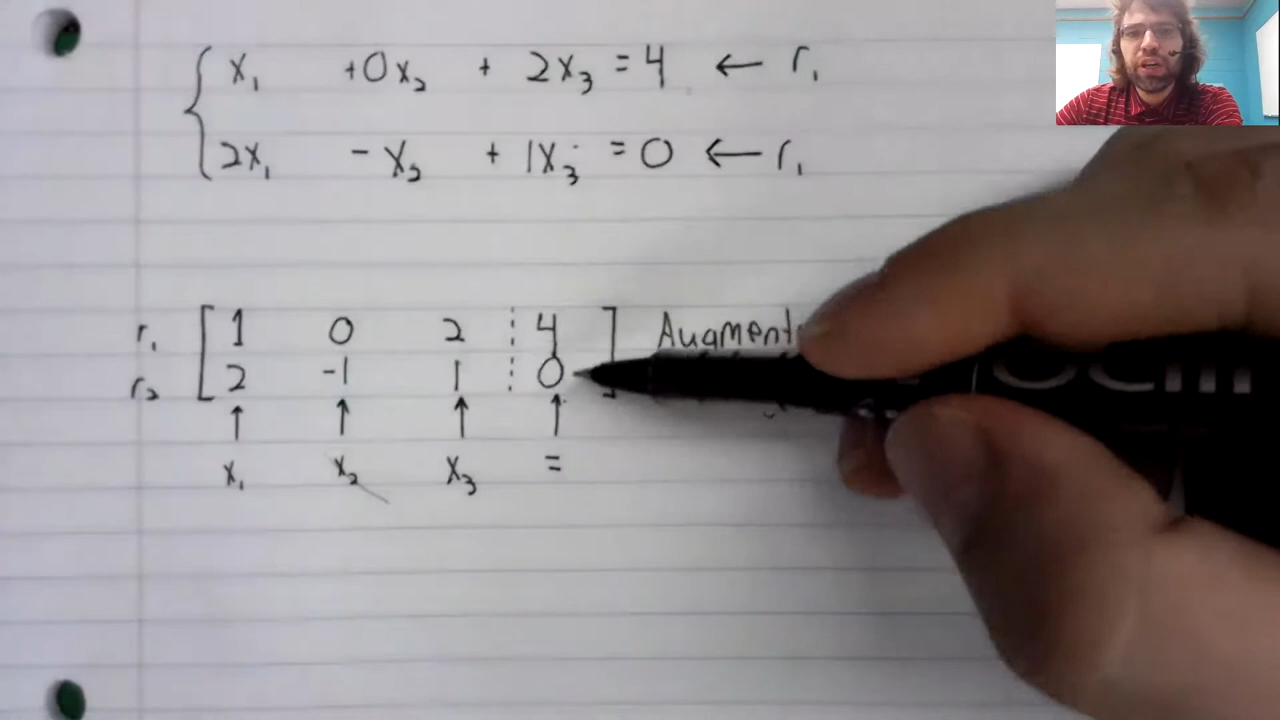 x₁ +0x₂ + 2x₃ = 4 ← r₁
2x₁ - x₂ + 1x₃ = 0 ← r₁
r₁ 1 0 2 4
r₂ 2 -1 1 0
x₁ x₂ x₃ =